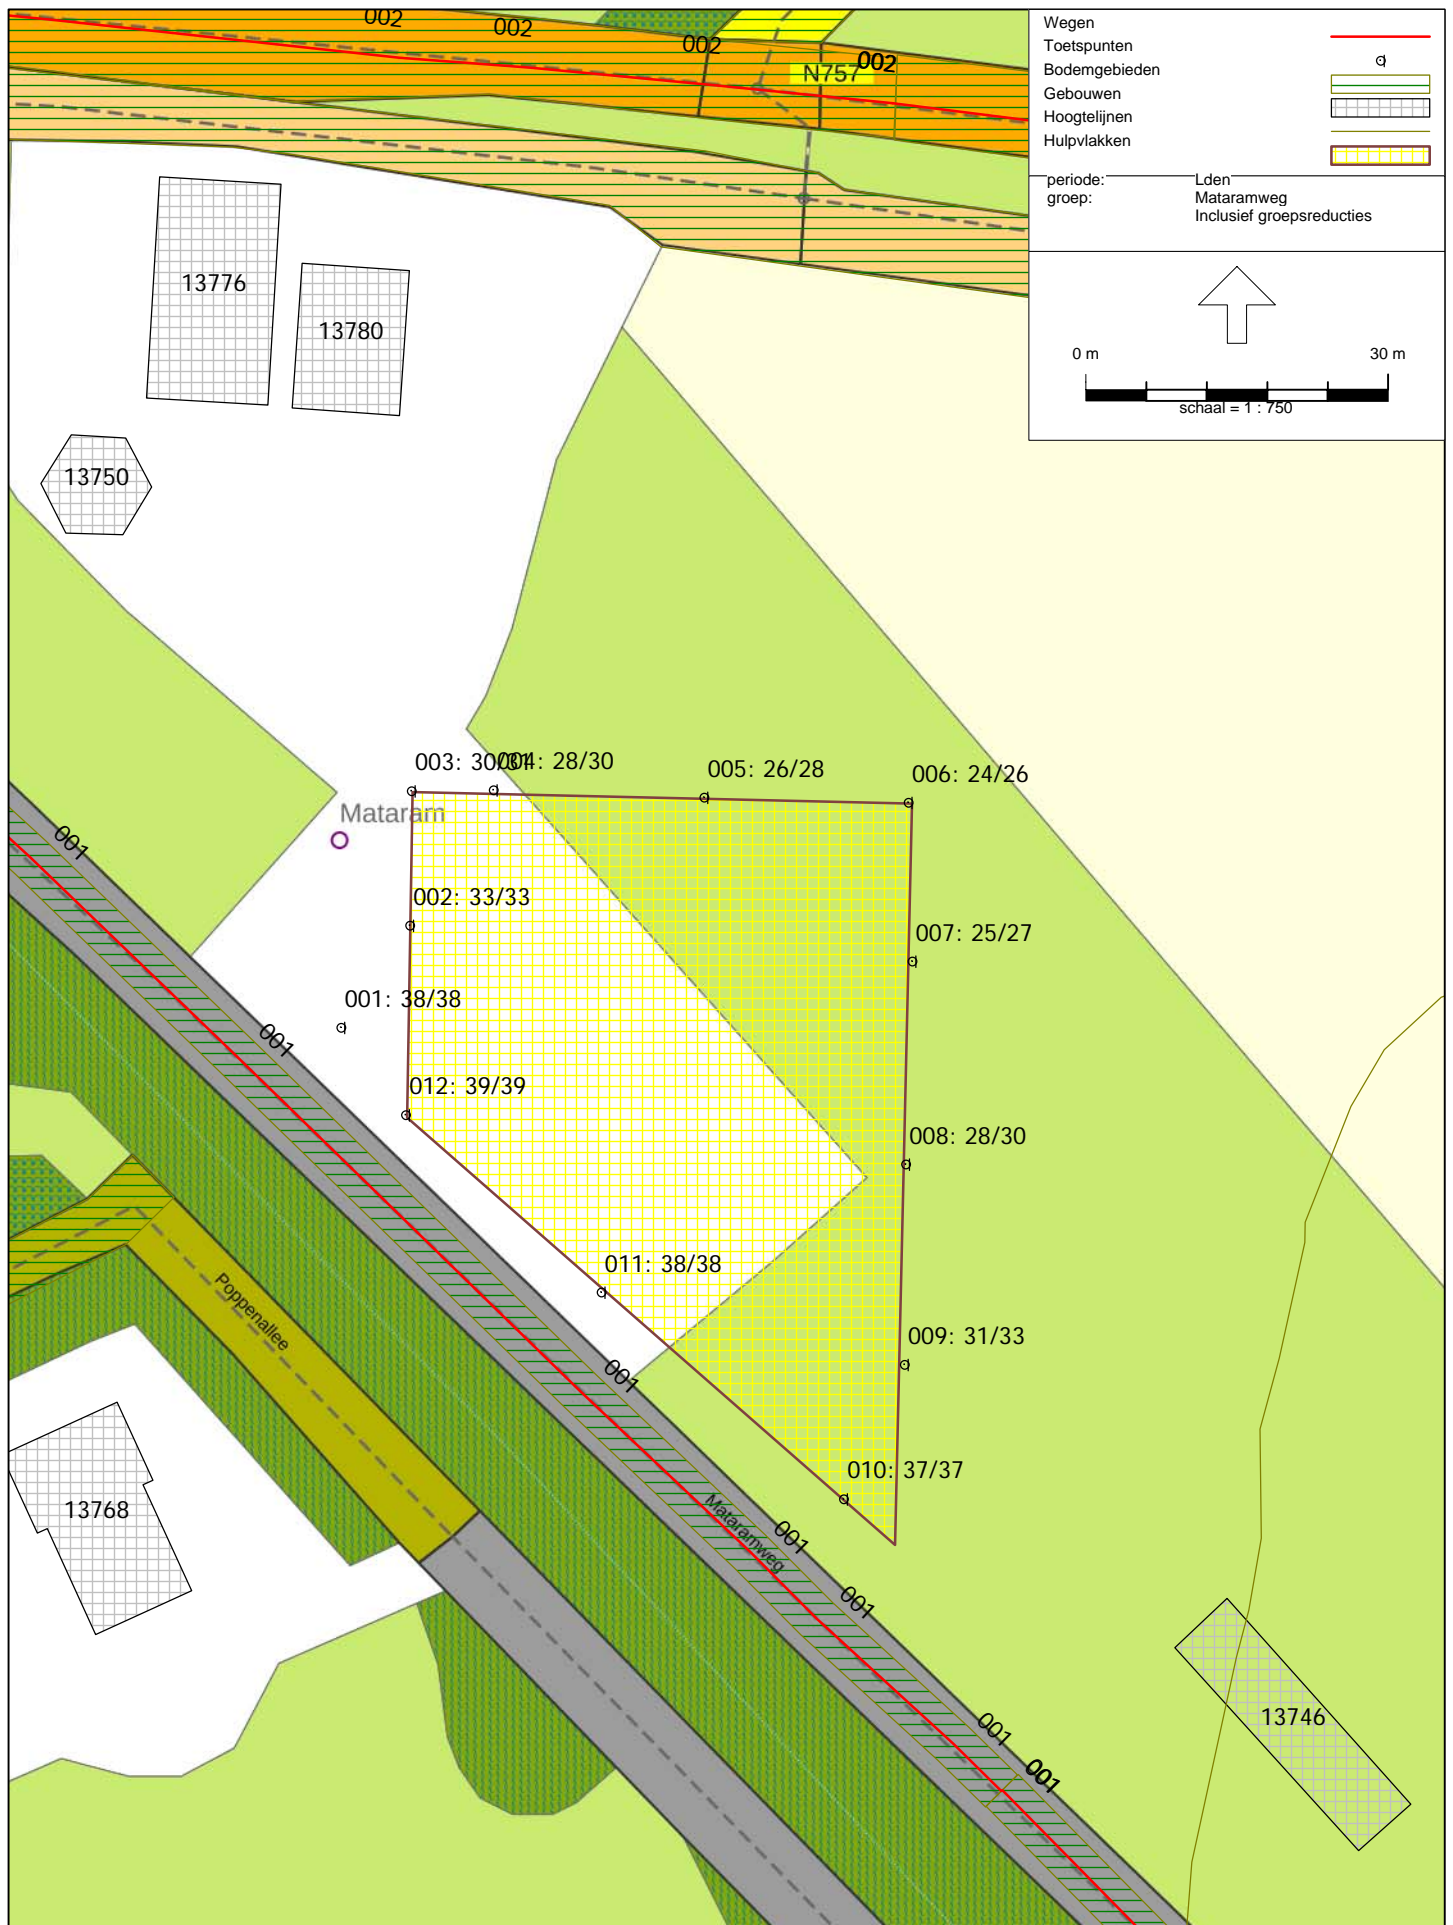 002
002
002
N757
002
Wegen
Toetspunten
Bodemgebieden
Gebouwen
Hoogtelijnen
Hulpvlakken
periode: Lden
groep: Mataramweg
Inclusief groepsreducties
0 m 30 m
schaal = 1 : 750
13776
13780
13750
003: 30/31
004: 28/30
005: 26/28
006: 24/26
Mataram
001
002: 33/33
007: 25/27
001: 38/38
001
012: 39/39
008: 28/30
011: 38/38
Poppenallee
009: 31/33
001
010: 37/37
13768
Mataramweg
001
001
13746
001
001